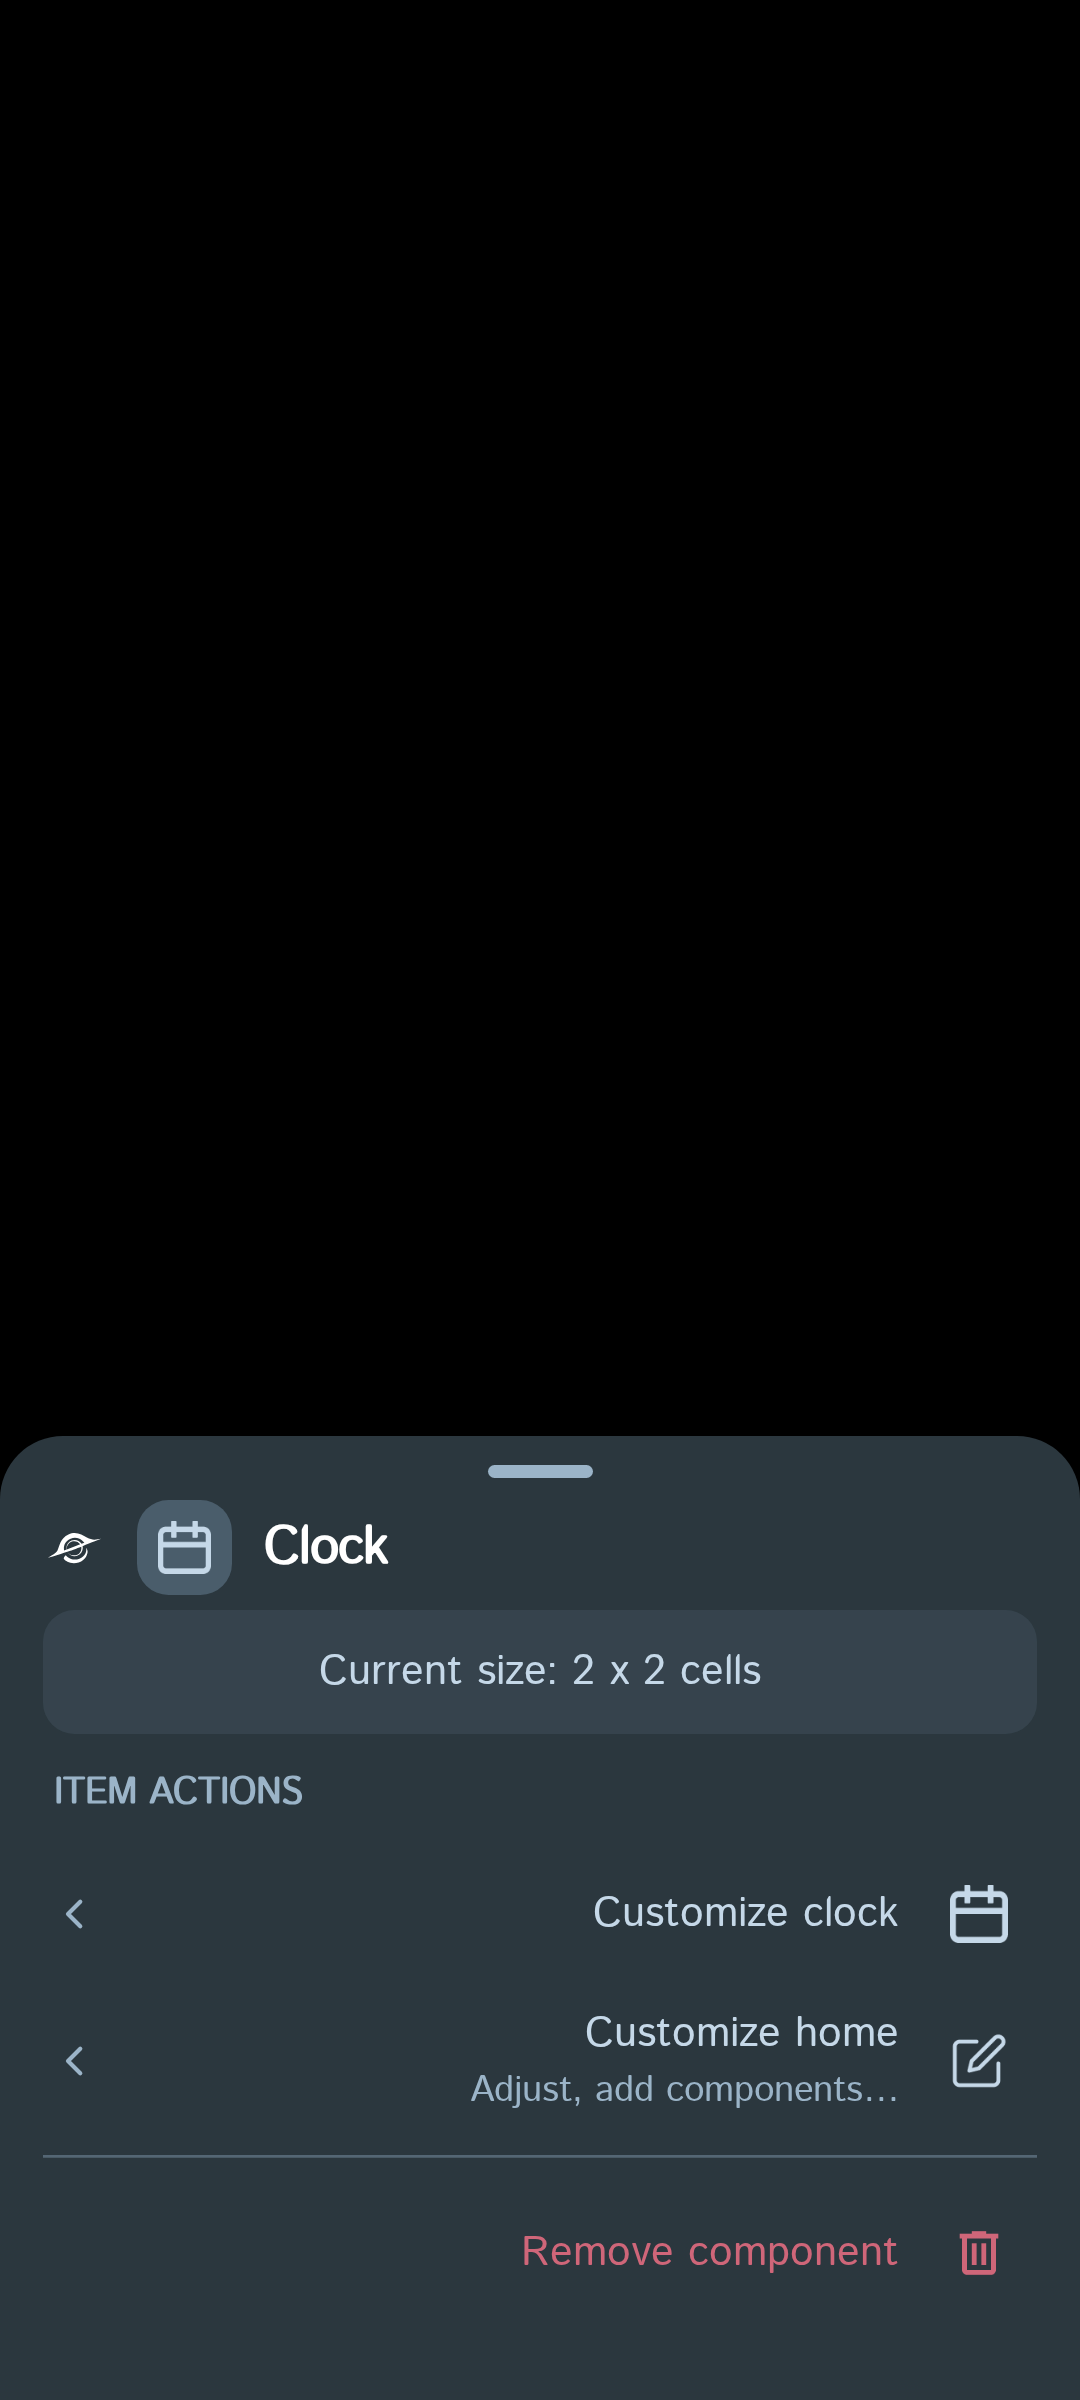 Clock
Current size: 2 x 2 cells
ITEM ACTIONS
Customize clock
Customize home
Adjust, add components...
Remove component